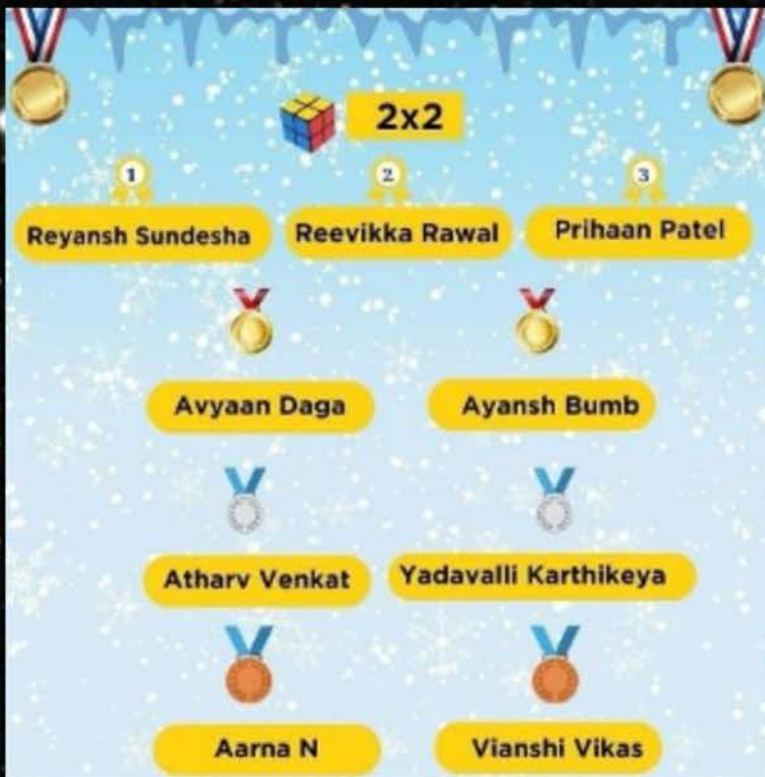 2x2
1 2 3
Reyansh Sundesha Reevikka Rawal Prihaan Patel
Avyaan Daga Ayansh Bumb
Atharv Venkat Yadavalli Karthikeya
Aarna N Vianshi Vikas